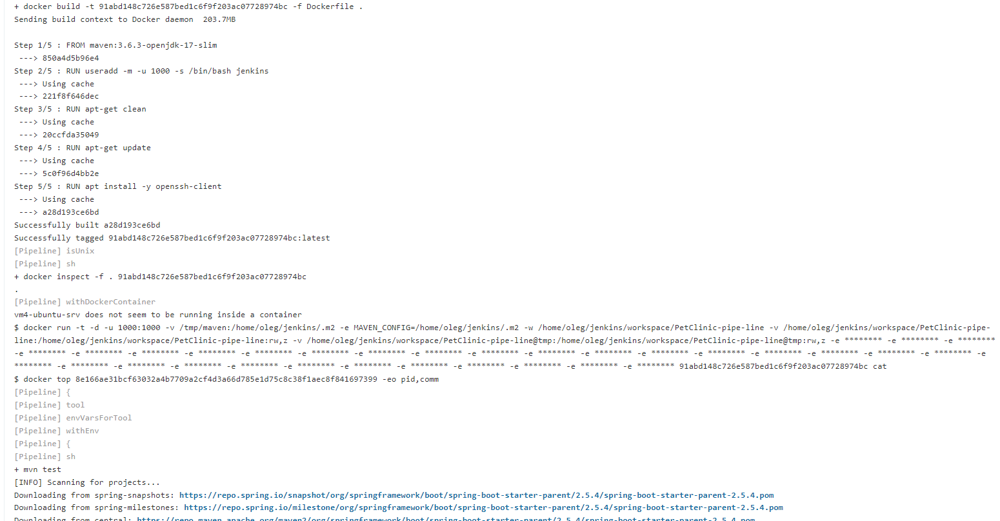 + docker build -t 91abd148c726e587bed1c6f9f203ac07728974bc -f Dockerfile .
Sending build context to Docker daemon  203.7MB
Step 1/5 : FROM maven:3.6.3-openjdk-17-slim
 ---> 850a4d5b96e4
Step 2/5 : RUN useradd -m -u 1000 -s /bin/bash jenkins
 ---> Using cache
 ---> 221f8f646dec
Step 3/5 : RUN apt-get clean
 ---> Using cache
 ---> 20ccfda35049
Step 4/5 : RUN apt-get update
 ---> Using cache
 ---> 5c0f96d4bb2e
Step 5/5 : RUN apt install -y openssh-client
 ---> Using cache
 ---> a28d193ce6bd
Successfully built a28d193ce6bd
Successfully tagged 91abd148c726e587bed1c6f9f203ac07728974bc:latest
[Pipeline] isUnix
[Pipeline] sh
+ docker inspect -f . 91abd148c726e587bed1c6f9f203ac07728974bc
.
[Pipeline] withDockerContainer
vm4-ubuntu-srv does not seem to be running inside a container
$ docker run -t -d -u 1000:1000 -v /tmp/maven:/home/oleg/jenkins/.m2 -e MAVEN_CONFIG=/home/oleg/jenkins/.m2 -w /home/oleg/jenkins/workspace/PetClinic-pipe-line -v /home/oleg/jenkins/workspace/PetClinic-pipe-
line:/home/oleg/jenkins/workspace/PetClinic-pipe-line:rw,z -v /home/oleg/jenkins/workspace/PetClinic-pipe-line@tmp:/home/oleg/jenkins/workspace/PetClinic-pipe-line@tmp:rw,z -e ******** -e ******** -e ********
-e ******** -e ******** -e ******** -e ******** -e ******** -e ******** -e ******** -e ******** -e ******** -e ******** -e ******** -e ******** -e ******** -e ******** -e ******** -e ******** -e ******** -e
******** -e ******** -e ******** -e ******** -e ******** -e ******** -e ******** -e ******** -e ******** -e ******** -e ******** -e ******** 91abd148c726e587bed1c6f9f203ac07728974bc cat
$ docker top 8e166ae31bcf63032a4b7709a2cf4d3a66d785e1d75c8c38f1aec8f841697399 -eo pid,comm
[Pipeline] {
[Pipeline] tool
[Pipeline] envVarsForTool
[Pipeline] withEnv
[Pipeline] {
[Pipeline] sh
+ mvn test
[INFO] Scanning for projects...
Downloading from spring-snapshots: https://repo.spring.io/snapshot/org/springframework/boot/spring-boot-starter-parent/2.5.4/spring-boot-starter-parent-2.5.4.pom
Downloading from spring-milestones: https://repo.spring.io/milestone/org/springframework/boot/spring-boot-starter-parent/2.5.4/spring-boot-starter-parent-2.5.4.pom
Downloading from central: https://repo.maven.apache.org/maven2/org/springframework/boot/spring-boot-starter-parent/2.5.4/spring-boot-starter-parent-2.5.4.pom